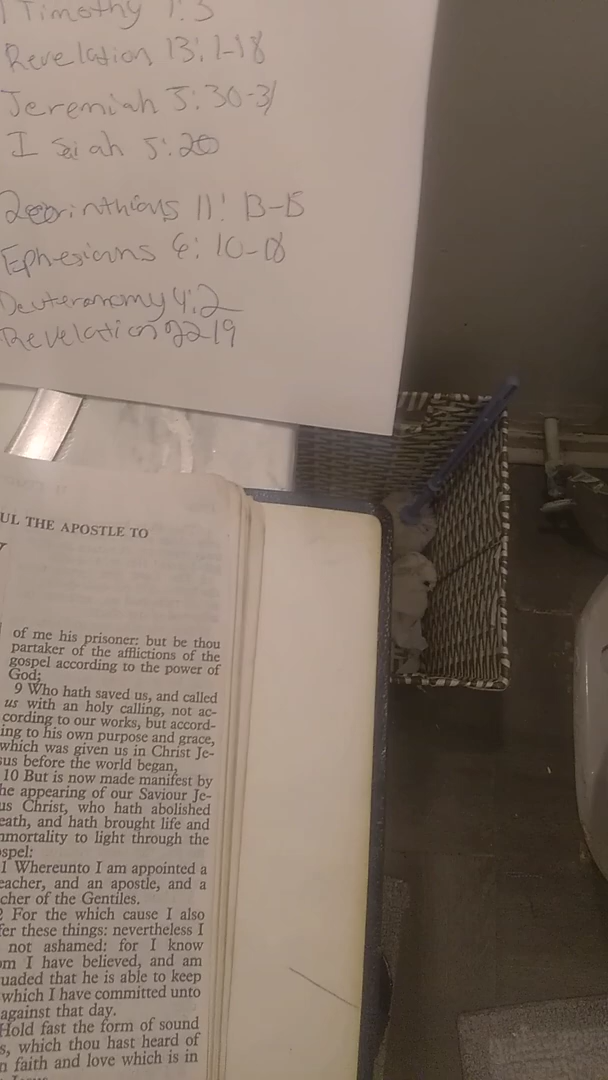 Timothy 1:3
Revelation 13:1-18
Jeremiah 5:30-31
I Saiah 5:20
2corinthians 11:13-15
Ephesians 6:10-18
Deuteronomy 4:2
Revelation 22 19
UL THE APOSTLE TO
Y
of me his prisoner: but be thou
partaker of the afflictions of the
gospel according to the power of
God;
9 Who hath saved us, and called
us with an holy calling, not ac-
cording to our works, but accord-
ing to his own purpose and grace,
which was given us in Christ Je-
sus before the world began,
10 But is now made manifest by
he appearing of our Saviour Je-
us Christ, who hath abolished
eath, and hath brought life and
mmortality to light through the
ospel:
1 Whereunto I am appointed a
eacher, and an apostle, and a
cher of the Gentiles.
2 For the which cause I also
fer these things: nevertheless I
not ashamed: for I know
om I have believed, and am
uaded that he is able to keep
which I have committed unto
against that day.
Hold fast the form of sound
s, which thou hast heard of
n faith and love which is in